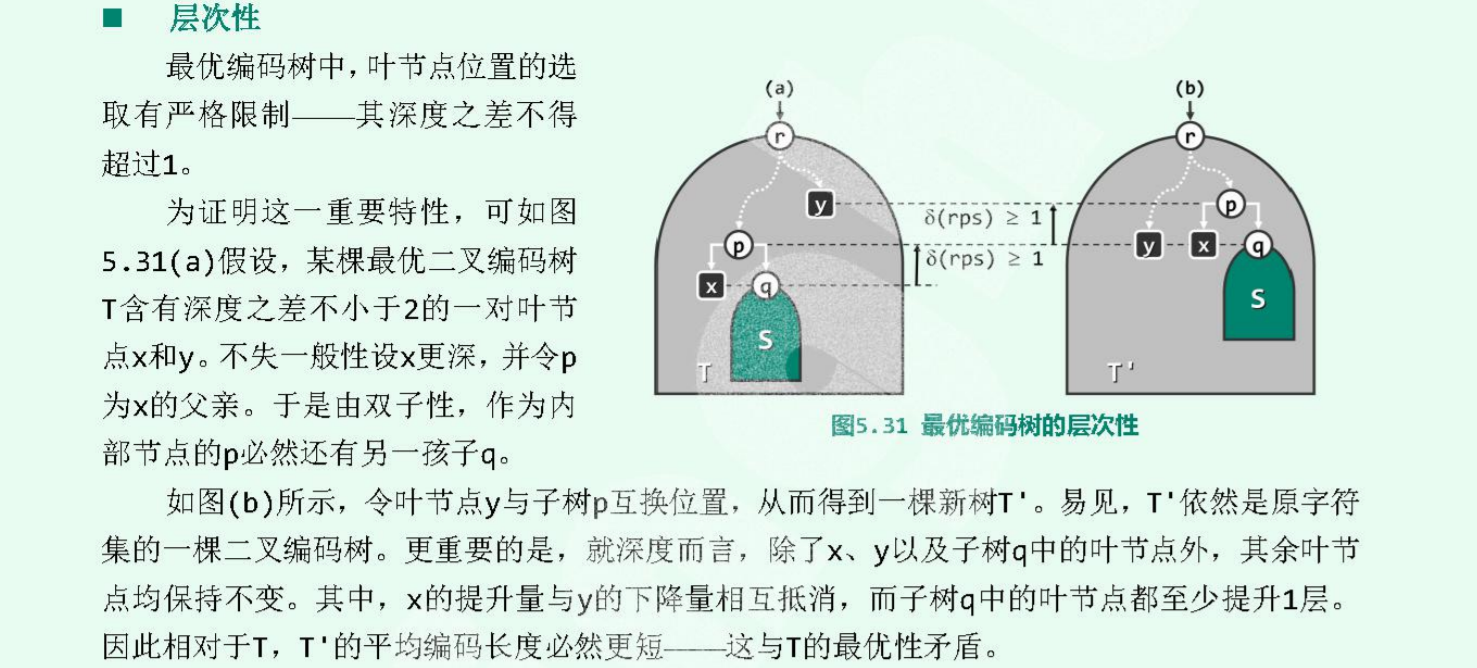 ■ 层次性
最优编码树中，叶节点位置的选
取有严格限制——其深度之差不得
超过1。
为证明这一重要特性，可如图
5.31(a)假设，某棵最优二叉编码树
T含有深度之差不小于2的一对叶节
点x和y。不失一般性设x更深，并令p
为x的父亲。于是由双子性，作为内
部节点的p必然还有另一孩子q。
(a)
r
y
p
x
q
S
T
δ(rps) ≥ 1
δ(rps) ≥ 1
(b)
r
p
y
x
q
S
T'
图5.31 最优编码树的层次性
如图(b)所示，令叶节点y与子树p互换位置，从而得到一棵新树T'。易见，T'依然是原字符
集的一棵二叉编码树。更重要的是，就深度而言，除了x、y以及子树q中的叶节点外，其余叶节
点均保持不变。其中，x的提升量与y的下降量相互抵消，而子树q中的叶节点都至少提升1层。
因此相对于T，T'的平均编码长度必然更短——这与T的最优性矛盾。